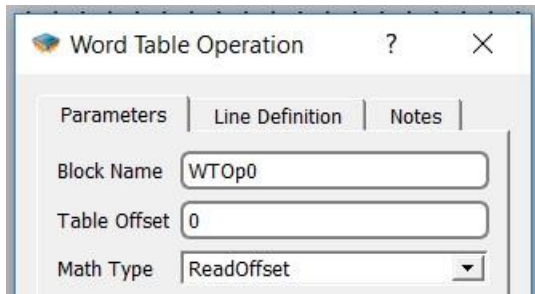 Word Table Operation ?
Parameters Line Definition Notes
Block Name WTOp0
Table Offset 0
Math Type ReadOffset